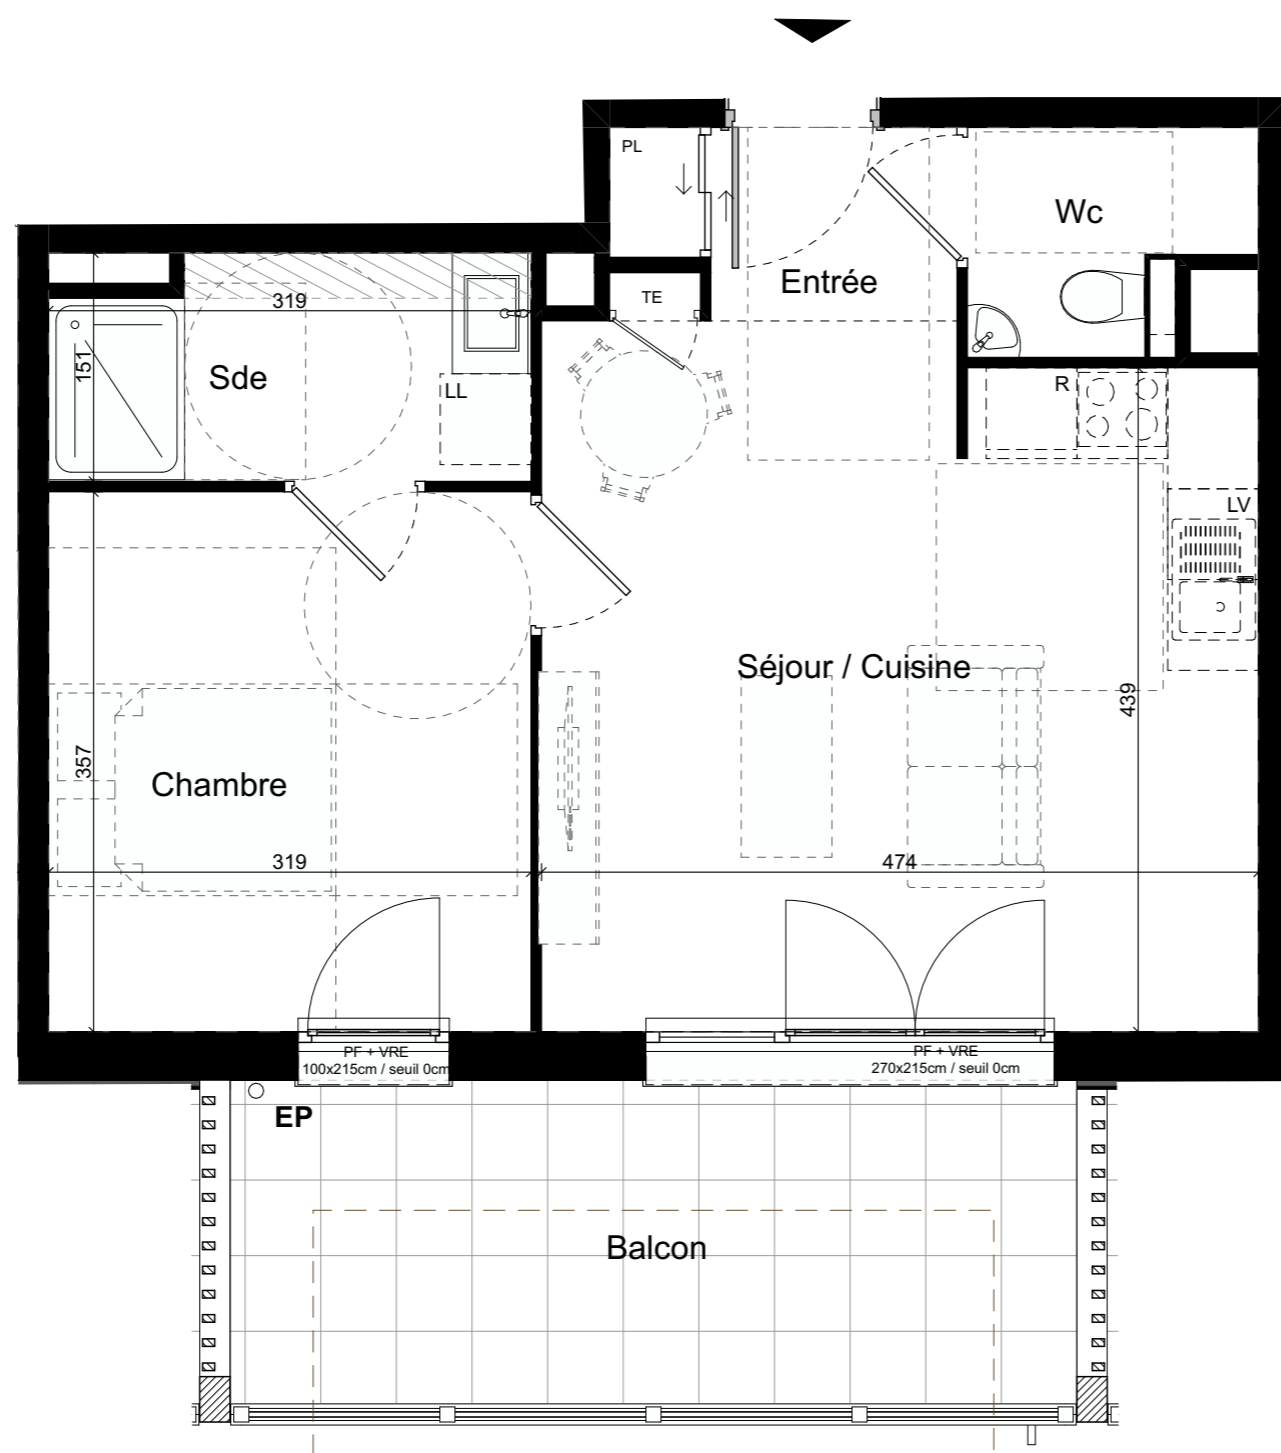 PL
Wc
Entrée
TE
319
151
Sde
LL
R
LV
Séjour / Cuisine
439
357
Chambre
319
474
PF + VRE
100x215cm / seuil 0cm
PF + VRE
270x215cm / seuil 0cm
EP
Balcon